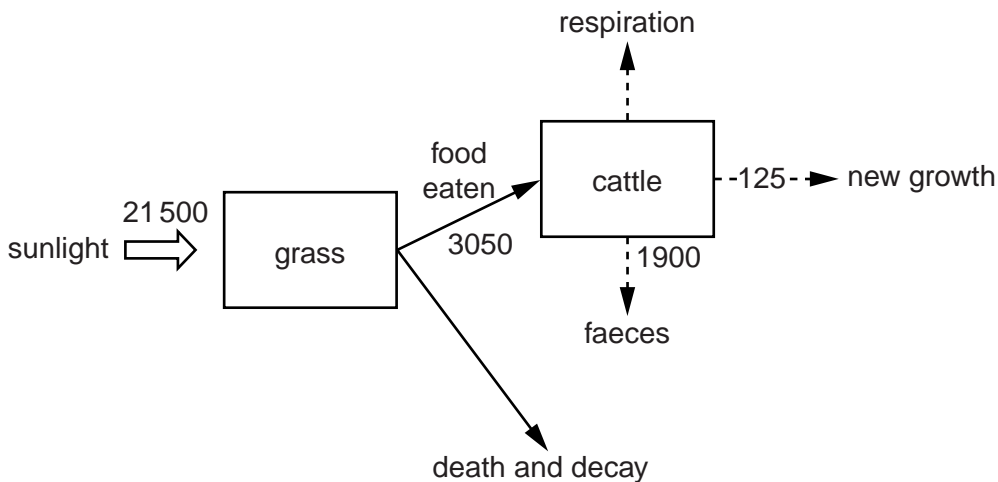 respiration
food
eaten
cattle
125
new growth
21 500
sunlight
grass
3050
1900
faeces
death and decay